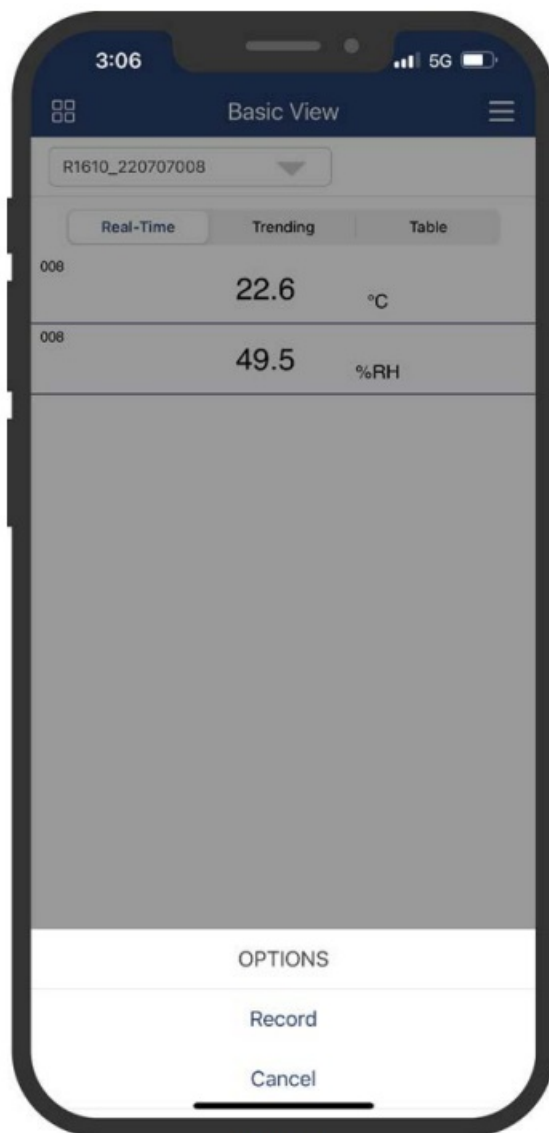 3:06 5G
Basic View
R1610_220707008
Real-Time Trending Table
008
22.6 °C
008
49.5 %RH
OPTIONS
Record
Cancel